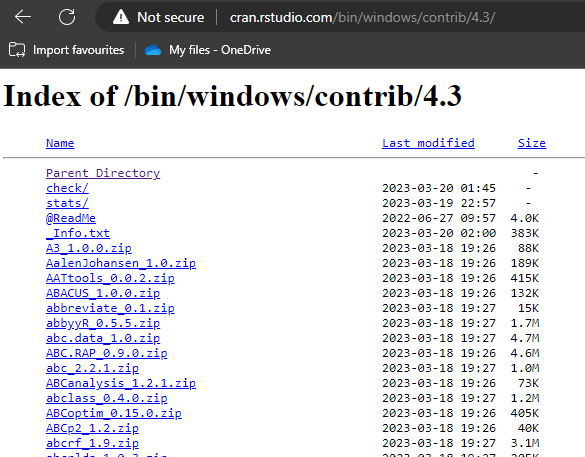 Not secure cran.rstudio.com/bin/windows/contrib/4.3/
Import favourites My files - OneDrive
Index of /bin/windows/contrib/4.3
Name Last modified Size
Parent Directory -
check/ 2023-03-20 01:45 -
stats/ 2023-03-19 22:57 -
@ReadMe 2022-06-27 09:57 4.0K
_Info.txt 2023-03-20 02:00 383K
A3_1.0.0.zip 2023-03-18 19:26 88K
AalenJohansen_1.0.zip 2023-03-18 19:26 189K
AATtools_0.0.2.zip 2023-03-18 19:26 415K
ABACUS_1.0.0.zip 2023-03-18 19:26 132K
abbreviate_0.1.zip 2023-03-18 19:27 15K
abbyyR_0.5.5.zip 2023-03-18 19:27 1.7M
abc.data_1.0.zip 2023-03-18 19:27 4.7M
ABC.RAP_0.9.0.zip 2023-03-18 19:26 4.6M
abc_2.2.1.zip 2023-03-18 19:27 1.0M
ABCanalysis_1.2.1.zip 2023-03-18 19:26 73K
abclass_0.4.0.zip 2023-03-18 19:27 1.2M
ABCoptim_0.15.0.zip 2023-03-18 19:26 405K
ABCp2_1.2.zip 2023-03-18 19:26 40K
abcrf_1.9.zip 2023-03-18 19:27 3.1M